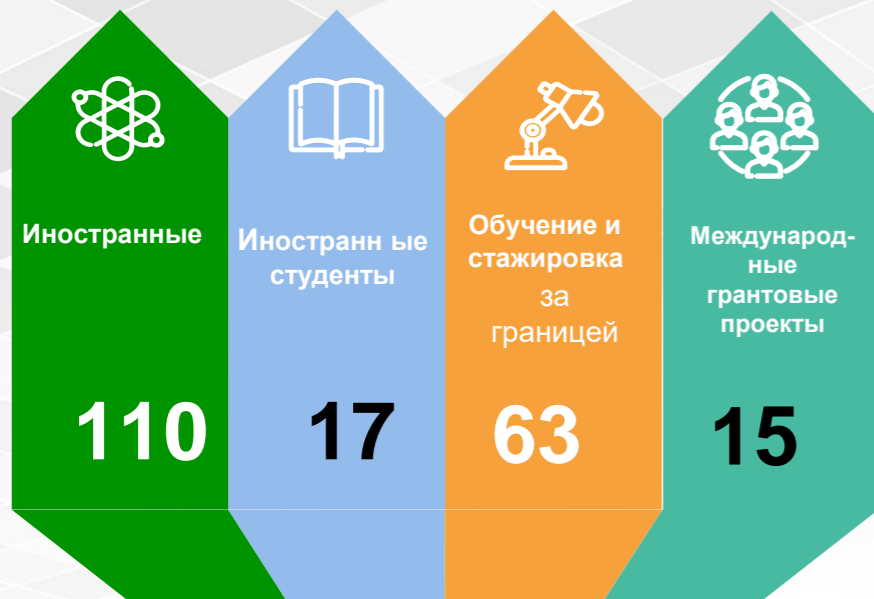 Иностранные
110
Иностранн ые
студенты
17
Обучение и
стажировка
за
границей
63
Международ-
ные
грантовые
проекты
15